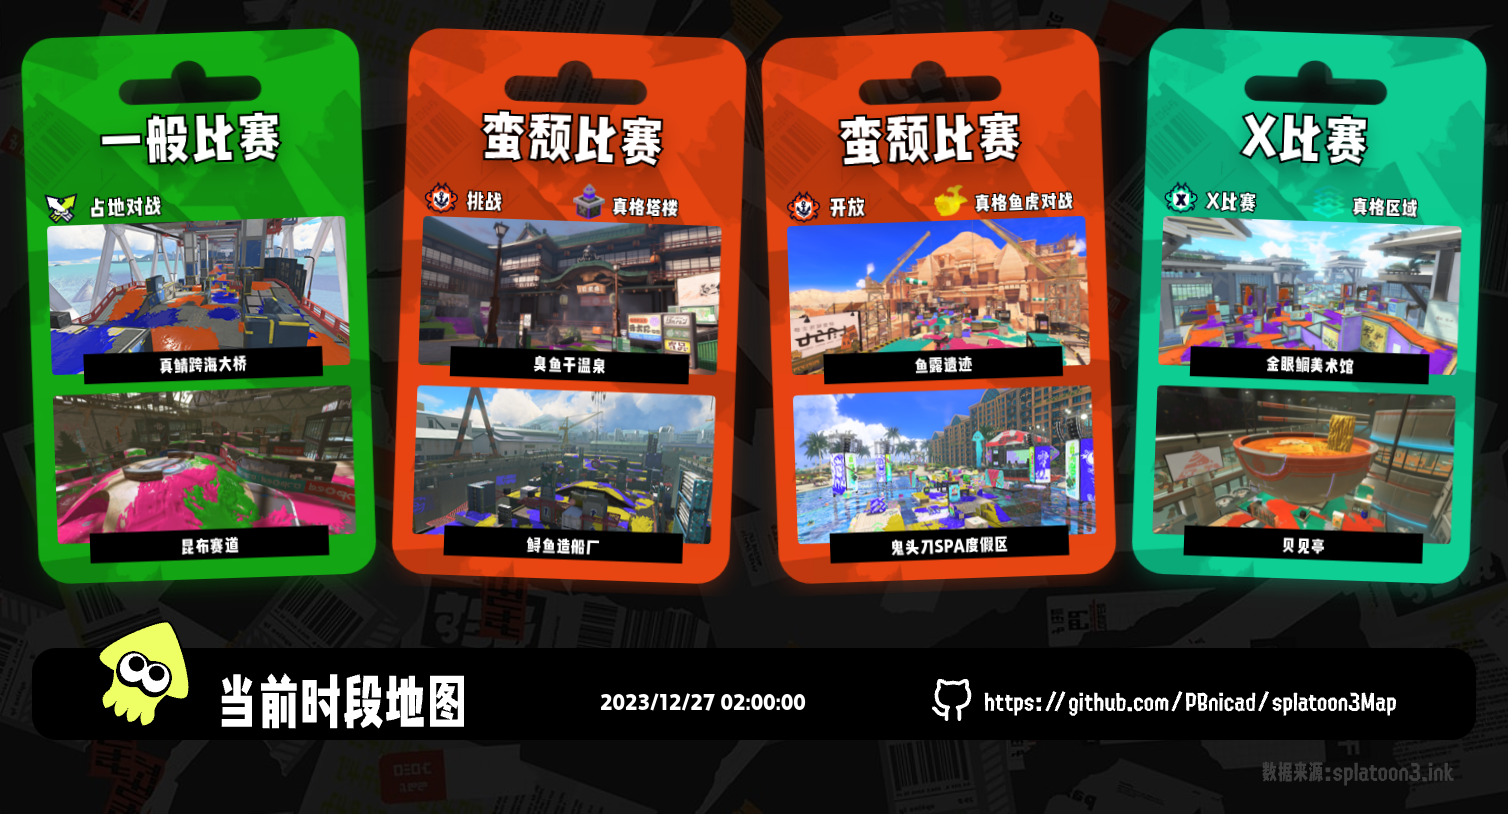 一般比赛
占地对战
真鲭跨海大桥
昆布赛道
蛮颓比赛
挑战
真格塔楼
臭鱼干温泉
鲟鱼造船厂
蛮颓比赛
开放
真格鱼虎对战
鱼露遗迹
鬼头刀SPA度假区
X比赛
X比赛
真格区域
金眼鲷美术馆
贝见亭
当前时段地图
2023/12/27 02:00:00
https://github.com/PBnicad/splatoon3Map
数据来源:splatoon3.ink